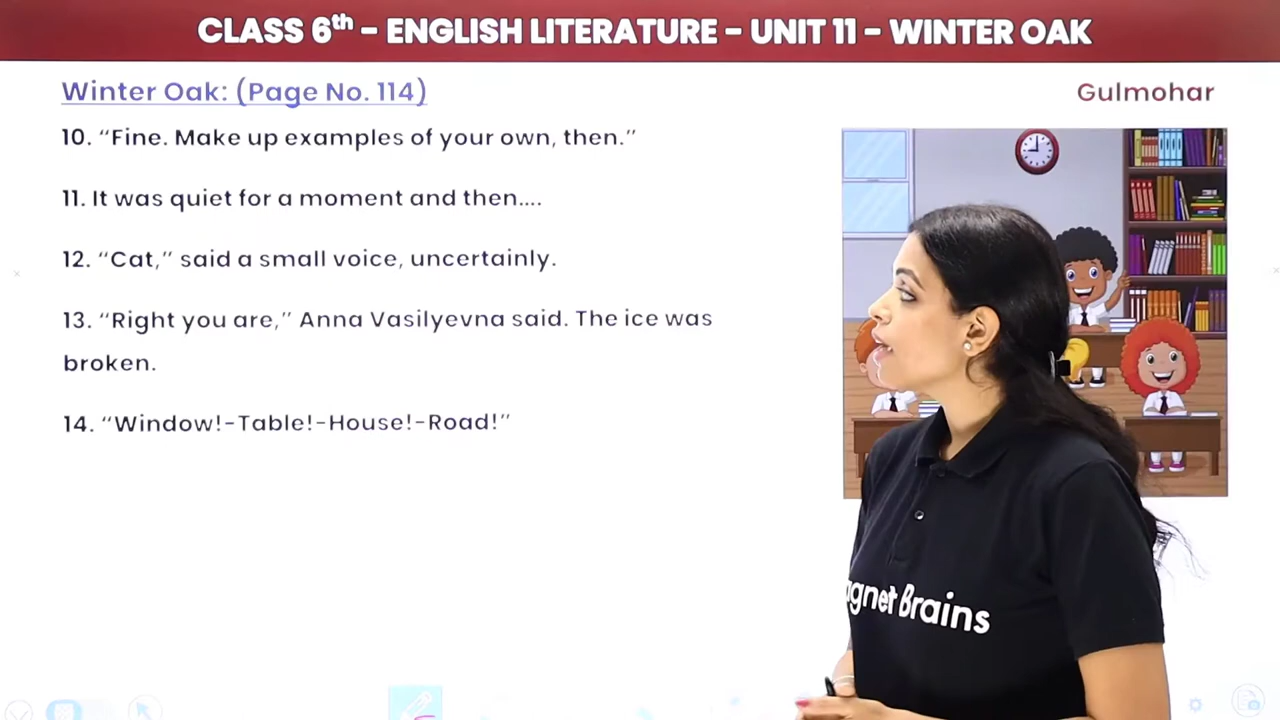 CLASS 6th – ENGLISH LITERATURE – UNIT 11 – WINTER OAK
Winter Oak: (Page No. 114)
Gulmohar
10. “Fine. Make up examples of your own, then.”
11. It was quiet for a moment and then....
12. “Cat,” said a small voice, uncertainly.
13. “Right you are,” Anna Vasilyevna said. The ice was
broken.
14. “Window!-Table!-House!-Road!”
gnet Brains